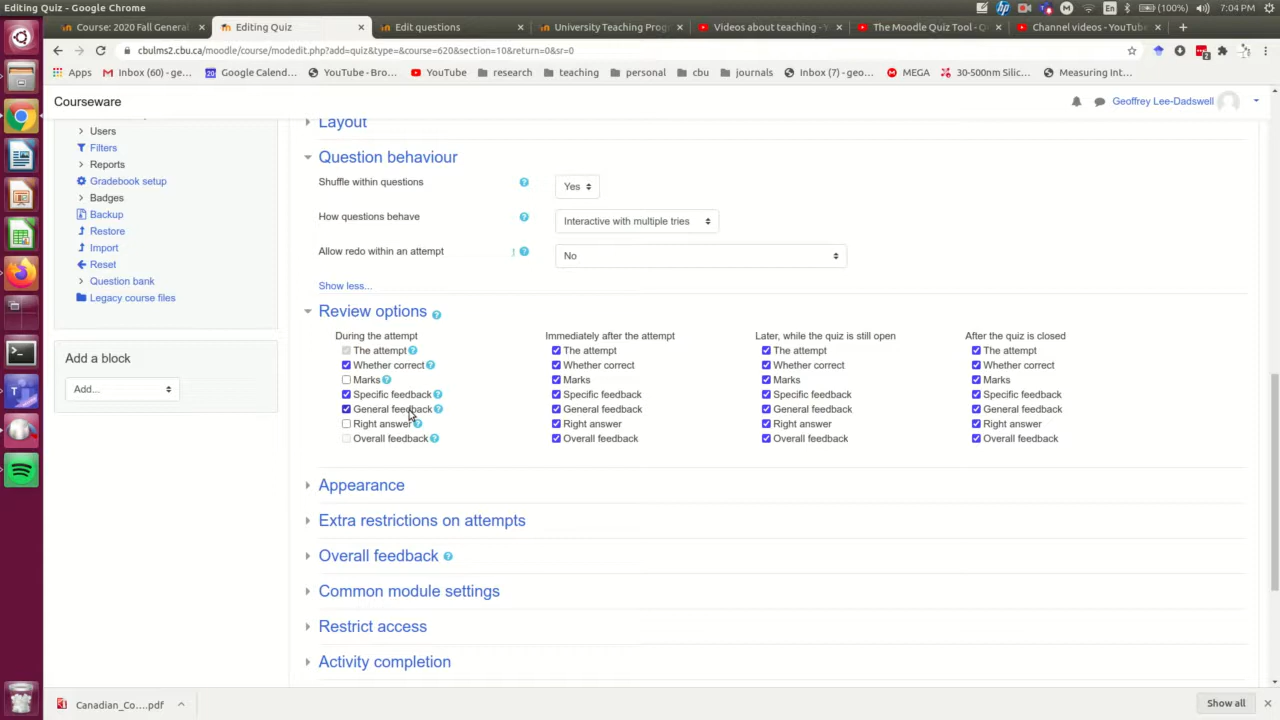 Editing Quiz - Google Chrome
En
(100%)
7:04 PM
Course: 2020 Fall General
Editing Quiz
Edit questions
University Teaching Prog
Videos about teaching - Y
The Moodle Quiz Tool - Q
Channel videos - YouTube
cbulms2.cbu.ca/moodle/course/modedit.php?add=quiz&type=&course=620&section=10&return=0&sr=0
Apps
Inbox (60) - ge...
Google Calend...
YouTube - Bro...
YouTube
research
teaching
personal
cbu
journals
Inbox (7) - geo...
MEGA
30-500nm Silic...
Measuring Int...
Courseware
Geoffrey Lee-Dadswell
Users
Filters
Reports
Gradebook setup
Badges
Backup
Restore
Import
Reset
Question bank
Legacy course files
Add a block
Add...
Layout
Question behaviour
Shuffle within questions
Yes
How questions behave
Interactive with multiple tries
Allow redo within an attempt
!
No
Show less...
Review options
During the attempt
The attempt
Whether correct
Marks
Specific feedback
General feedback
Right answer
Overall feedback
Immediately after the attempt
The attempt
Whether correct
Marks
Specific feedback
General feedback
Right answer
Overall feedback
Later, while the quiz is still open
The attempt
Whether correct
Marks
Specific feedback
General feedback
Right answer
Overall feedback
After the quiz is closed
The attempt
Whether correct
Marks
Specific feedback
General feedback
Right answer
Overall feedback
Appearance
Extra restrictions on attempts
Overall feedback
Common module settings
Restrict access
Activity completion
Canadian_Co....pdf
Show all